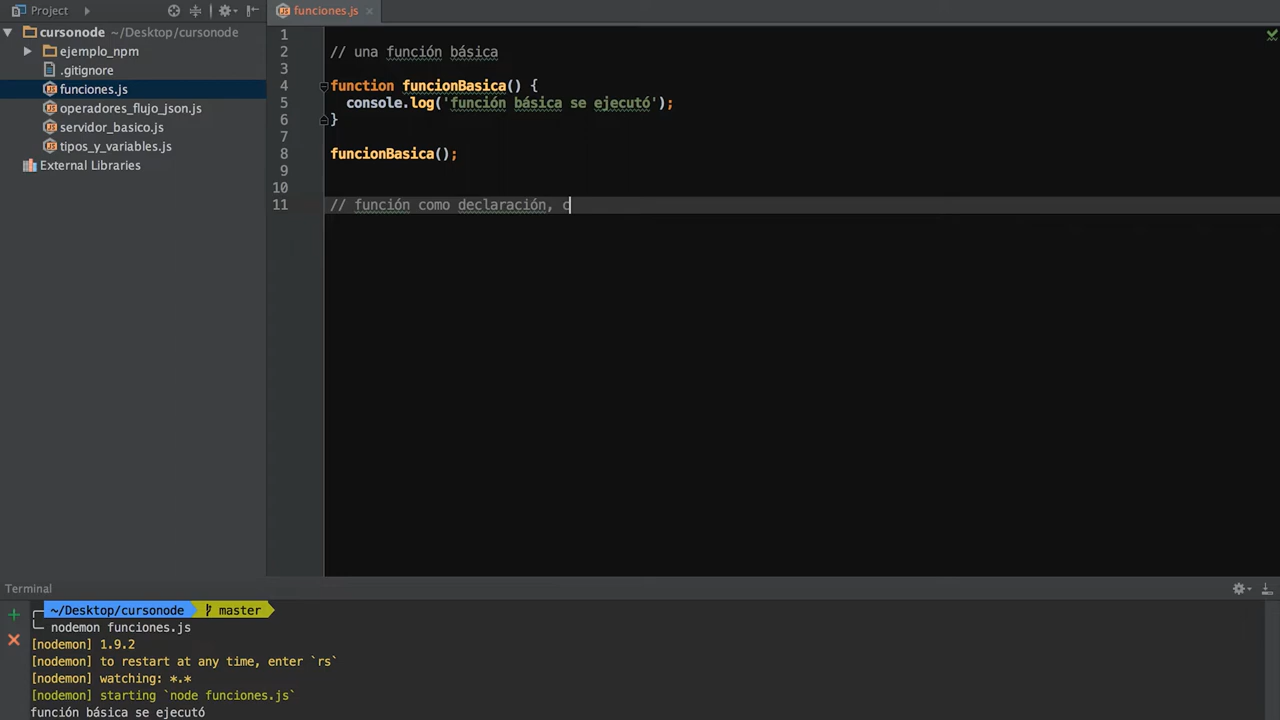 Project
funciones.js
cursonode ~/Desktop/cursonode
ejemplo_npm
.gitignore
funciones.js
operadores_flujo_json.js
servidor_basico.js
tipos_y_variables.js
External Libraries
1
2 // una función básica
3
4 function funcionBasica() {
5 console.log('función básica se ejecutó');
6 }
7
8 funcionBasica();
9
10
11 // función como declaración, c
Terminal
~/Desktop/cursonode master
nodemon funciones.js
[nodemon] 1.9.2
[nodemon] to restart at any time, enter `rs`
[nodemon] watching: *.*
[nodemon] starting `node funciones.js`
función básica se ejecutó